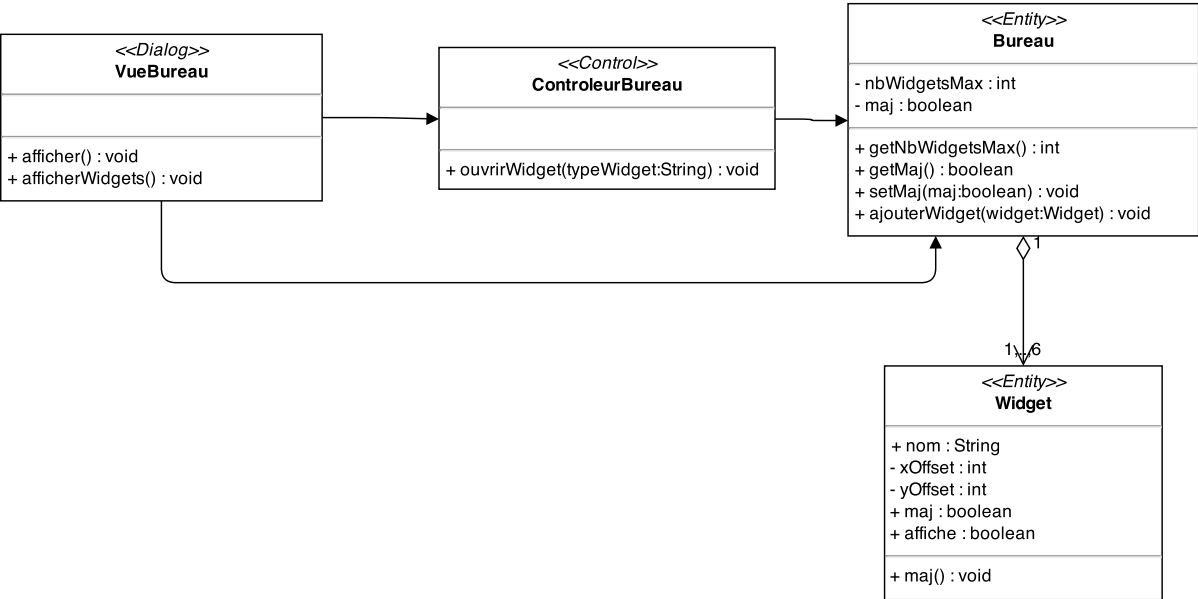 <<Dialog>>
VueBureau
+ afficher() : void
+ afficherWidgets() : void
<<Control>>
ControleurBureau
+ ouvrirWidget(typeWidget:String) : void
<<Entity>>
Bureau
- nbWidgetsMax : int
- maj : boolean
+ getNbWidgetsMax() : int
+ getMaj() : boolean
+ setMaj(maj:boolean) : void
+ ajouterWidget(widget:Widget) : void
1
1,..,6
<<Entity>>
Widget
+ nom : String
- xOffset : int
- yOffset : int
+ maj : boolean
+ affiche : boolean
+ maj() : void